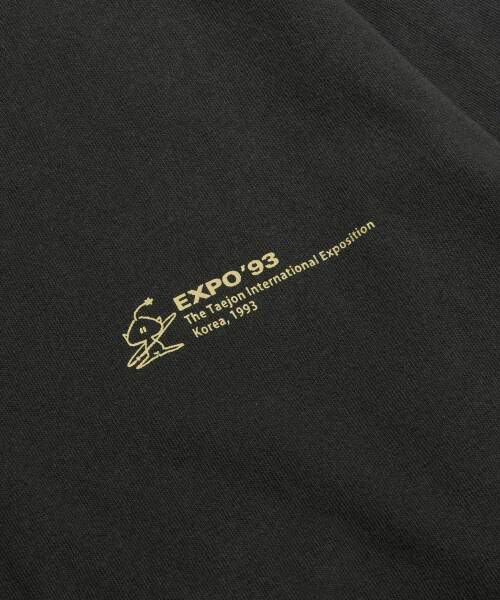 EXPO'93
The Taejon International Exposition
Korea, 1993